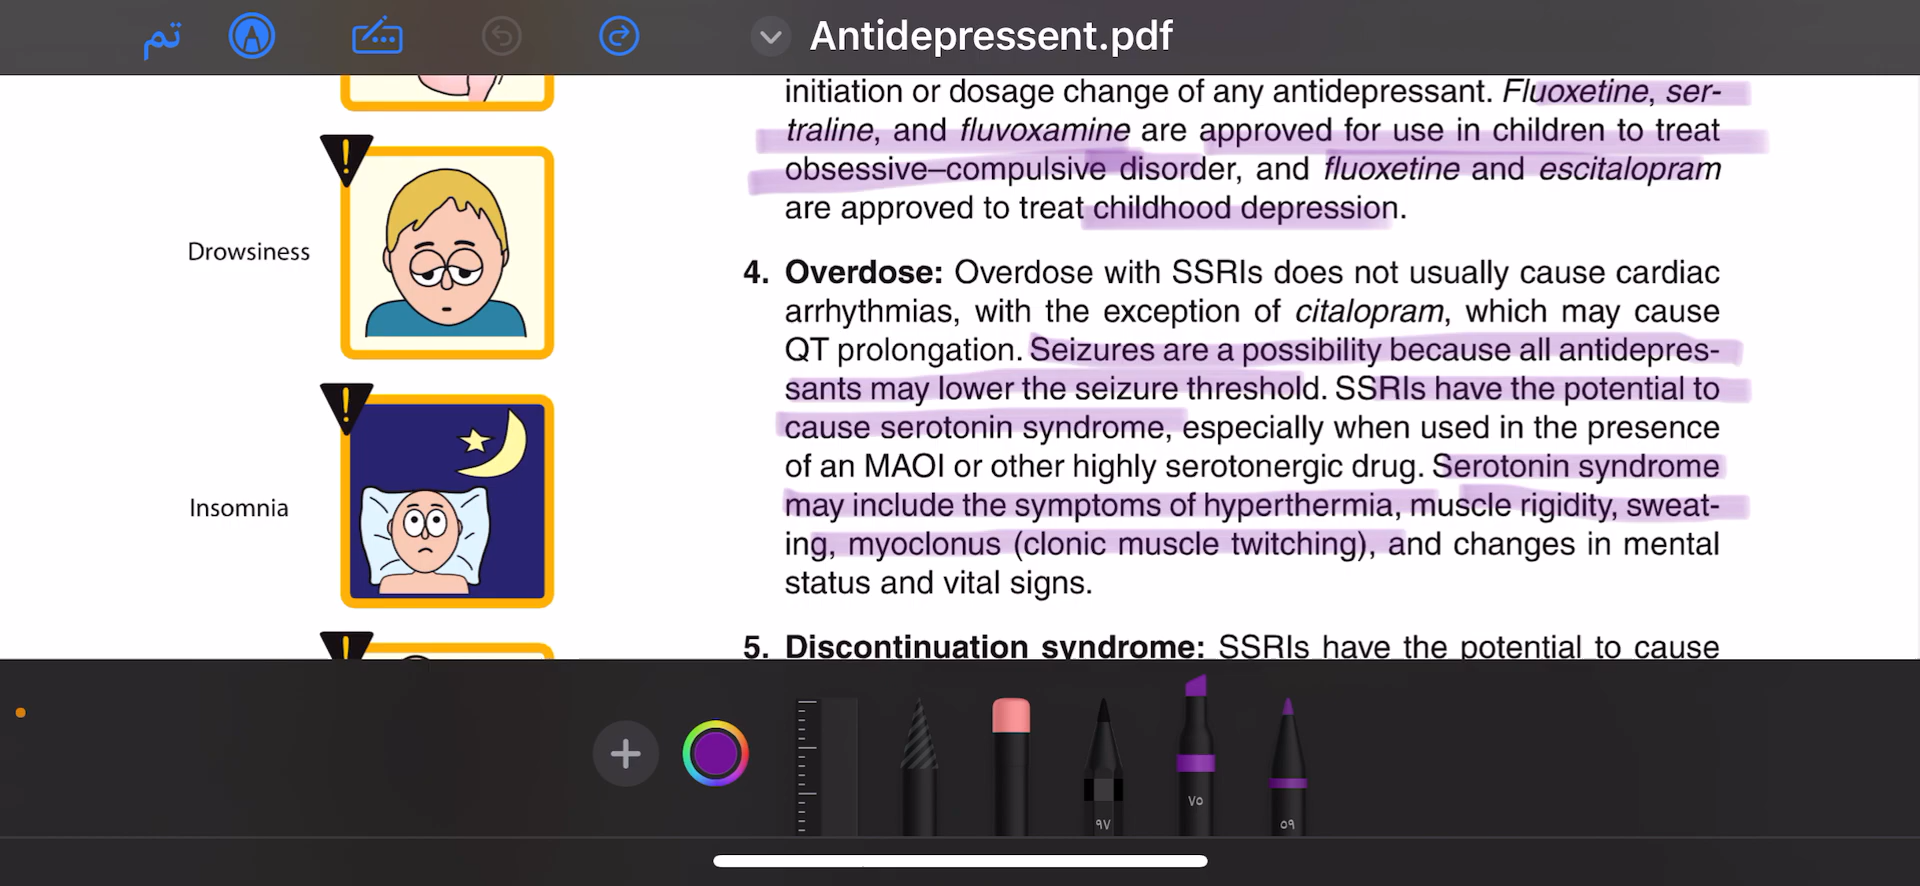 تم
Antidepressent.pdf
initiation or dosage change of any antidepressant. Fluoxetine, ser-
traline, and fluvoxamine are approved for use in children to treat
obsessive–compulsive disorder, and fluoxetine and escitalopram
are approved to treat childhood depression.
Drowsiness
4. Overdose: Overdose with SSRIs does not usually cause cardiac
arrhythmias, with the exception of citalopram, which may cause
QT prolongation. Seizures are a possibility because all antidepres-
sants may lower the seizure threshold. SSRIs have the potential to
cause serotonin syndrome, especially when used in the presence
of an MAOI or other highly serotonergic drug. Serotonin syndrome
may include the symptoms of hyperthermia, muscle rigidity, sweat-
ing, myoclonus (clonic muscle twitching), and changes in mental
status and vital signs.
Insomnia
5. Discontinuation syndrome: SSRIs have the potential to cause
٩٧
٧٥
٥٩